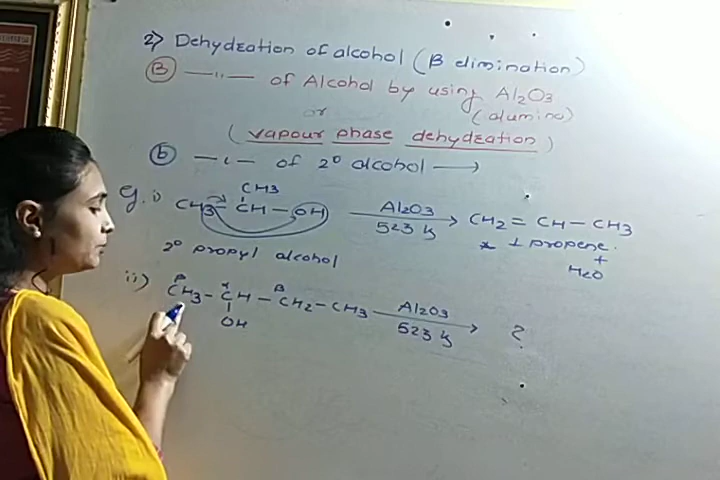 2) Dehydration of alcohol (β elimination)
(B) —"— of Alcohol by using Al2O3
or (alumina)
(vapour phase dehydration)
(b) —"— of 2° alcohol →
CH3
Eg. i) CH3 – CH – OH Al2O3 → CH2 = CH – CH3
523 k
* 1 propene.
+
H2O
2° propyl alcohol
β α β
ii) CH3 – CH – CH2 – CH3 Al2O3 → ?
OH 523 k